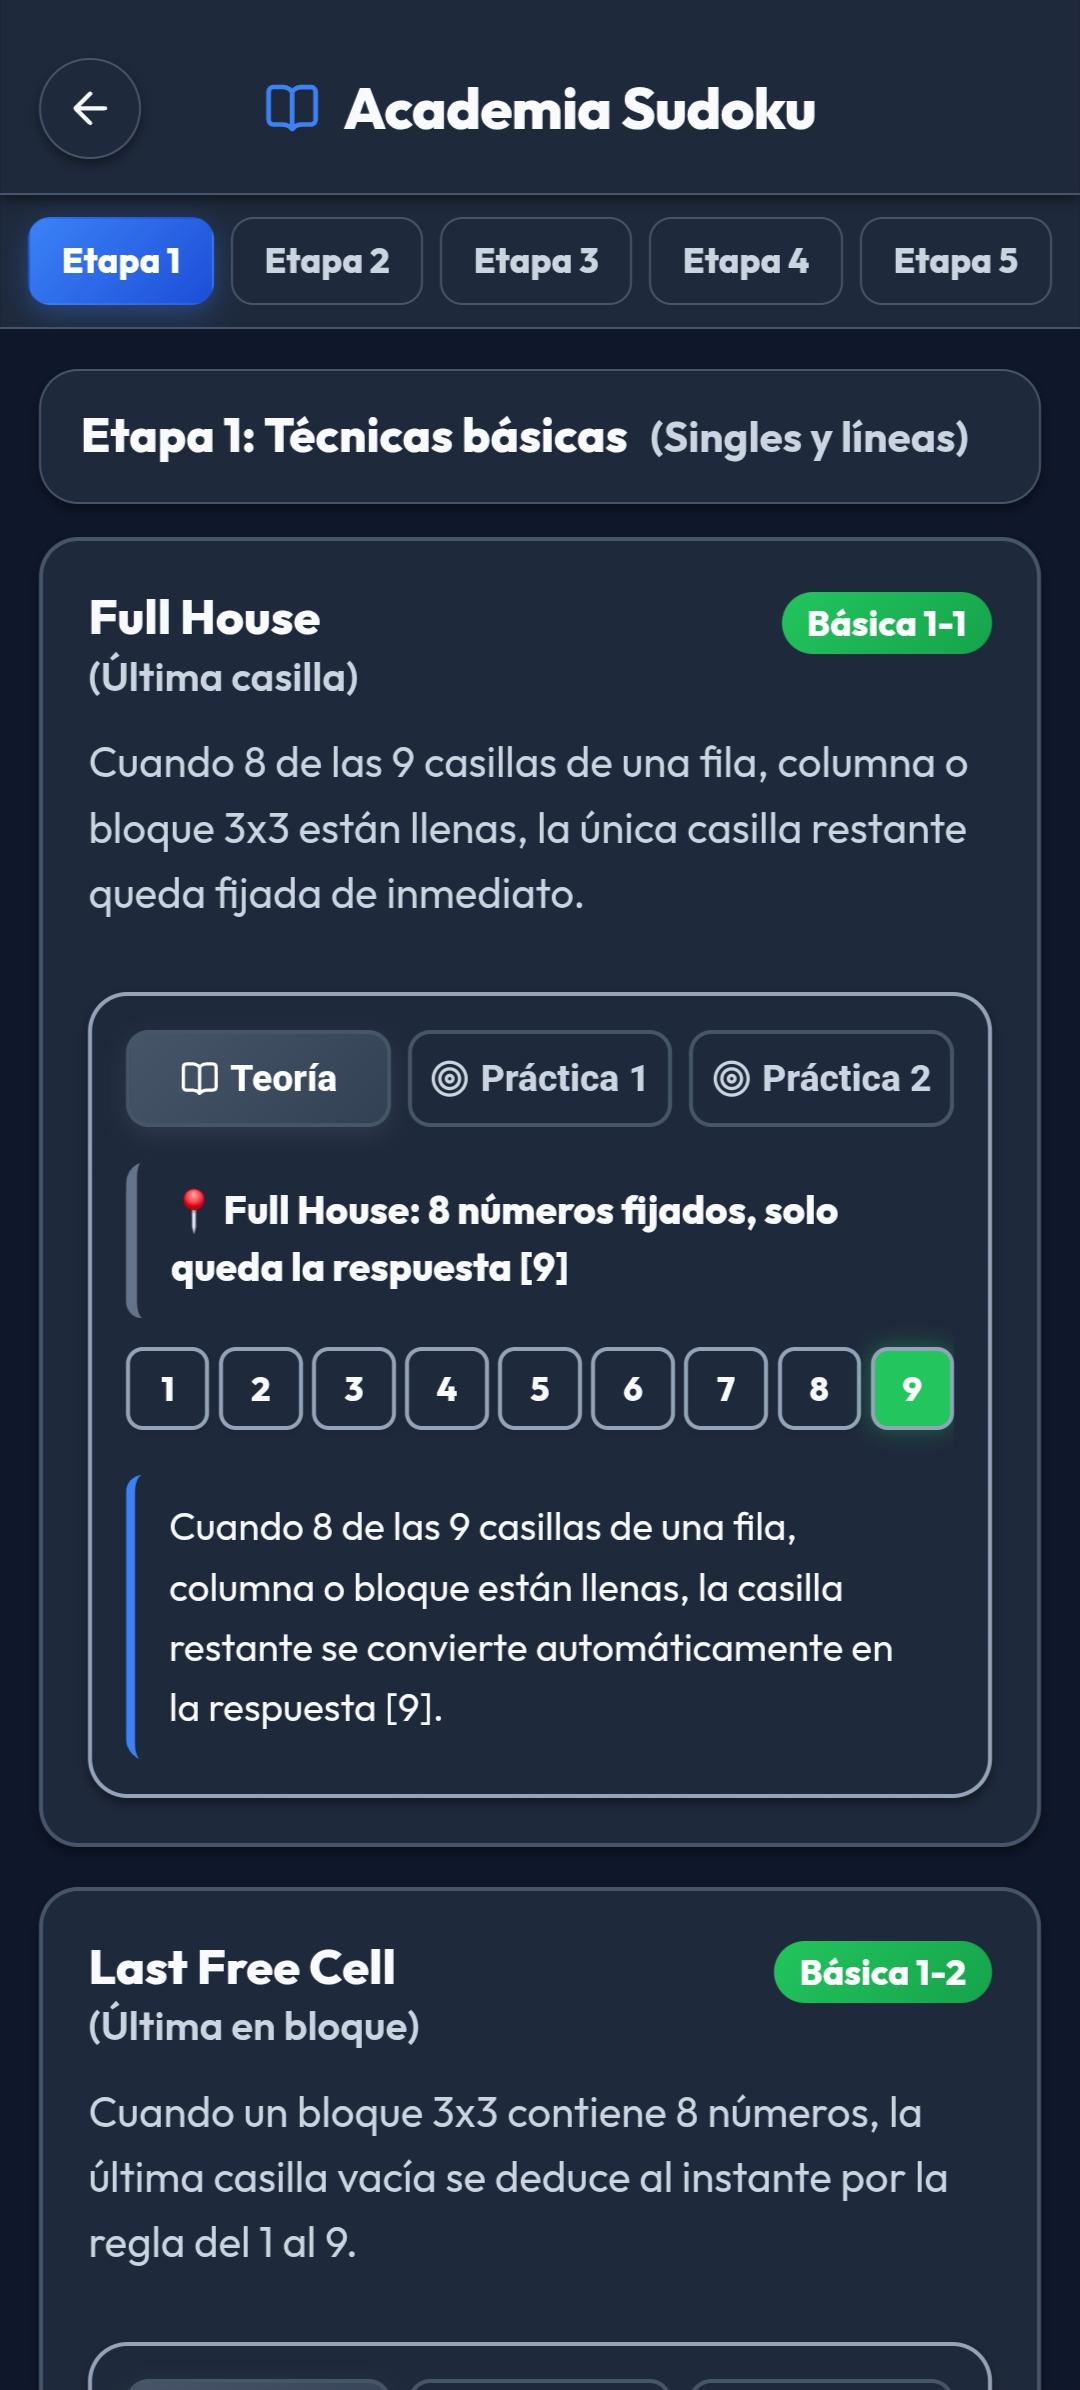 Academia Sudoku
Etapa 1 Etapa 2 Etapa 3 Etapa 4 Etapa 5
Etapa 1: Técnicas básicas (Singles y líneas)
Full House Básica 1-1
(Última casilla)
Cuando 8 de las 9 casillas de una fila, columna o
bloque 3x3 están llenas, la única casilla restante
queda fijada de inmediato.
Teoría Práctica 1 Práctica 2
Full House: 8 números fijados, solo
queda la respuesta [9]
1 2 3 4 5 6 7 8 9
Cuando 8 de las 9 casillas de una fila,
columna o bloque están llenas, la casilla
restante se convierte automáticamente en
la respuesta [9].
Last Free Cell Básica 1-2
(Última en bloque)
Cuando un bloque 3x3 contiene 8 números, la
última casilla vacía se deduce al instante por la
regla del 1 al 9.